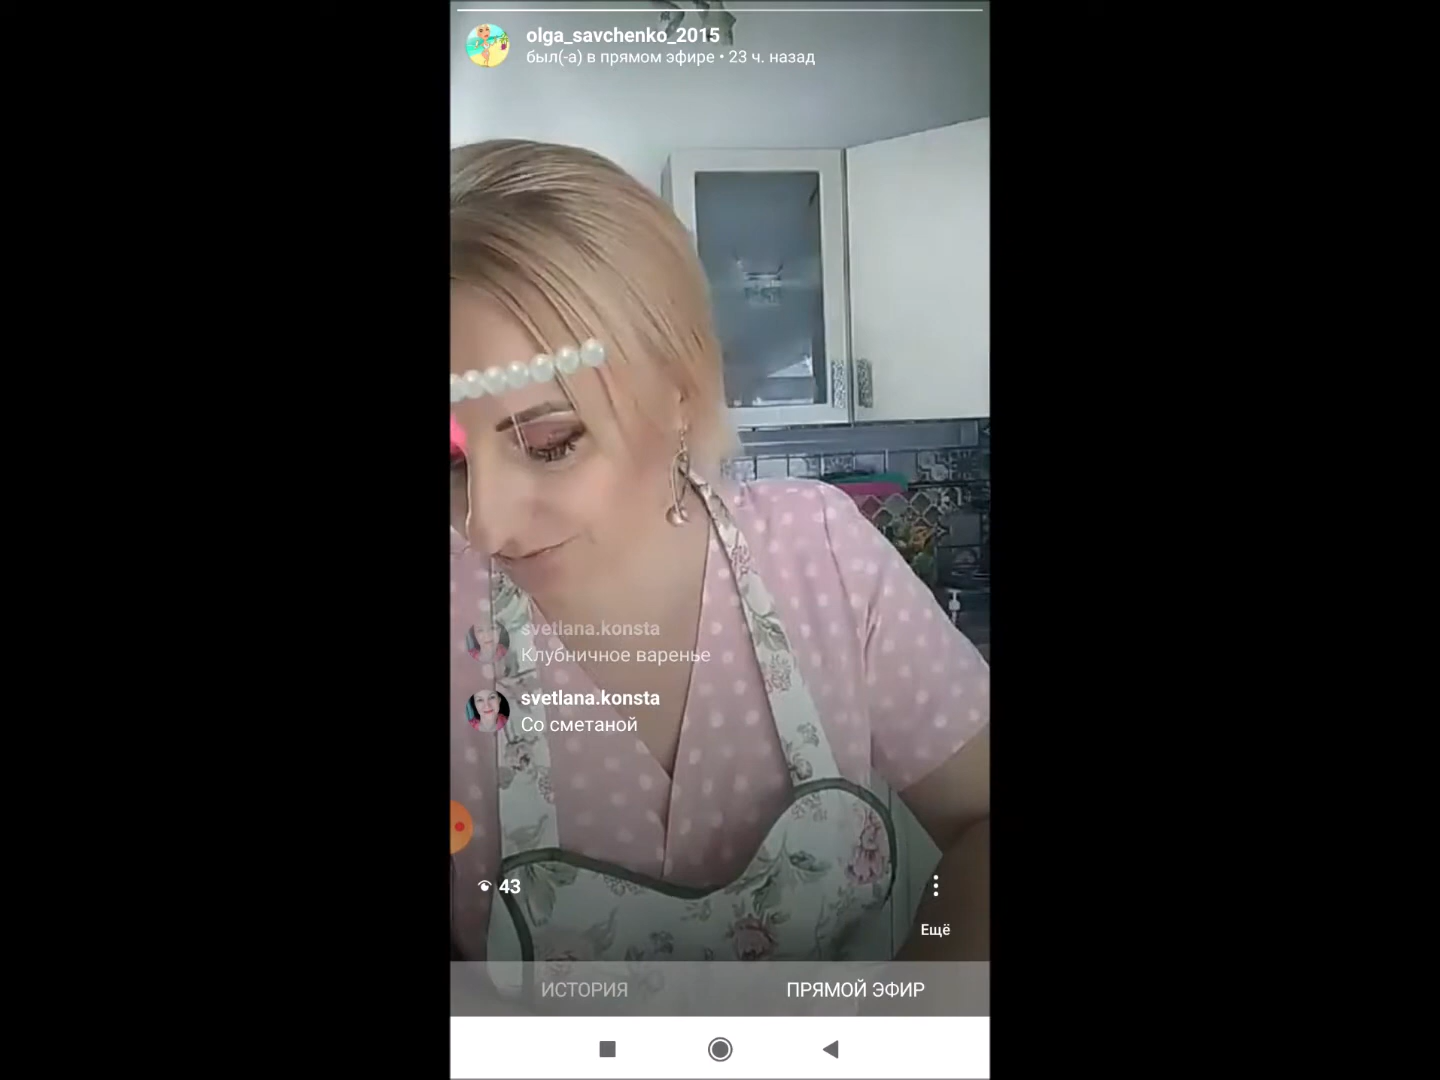 olga_savchenko_2015
был(-а) в прямом эфире • 23 ч. назад
svetlana.konsta
Клубничное варенье
svetlana.konsta
Со сметаной
43
Ещё
ИСТОРИЯ
ПРЯМОЙ ЭФИР